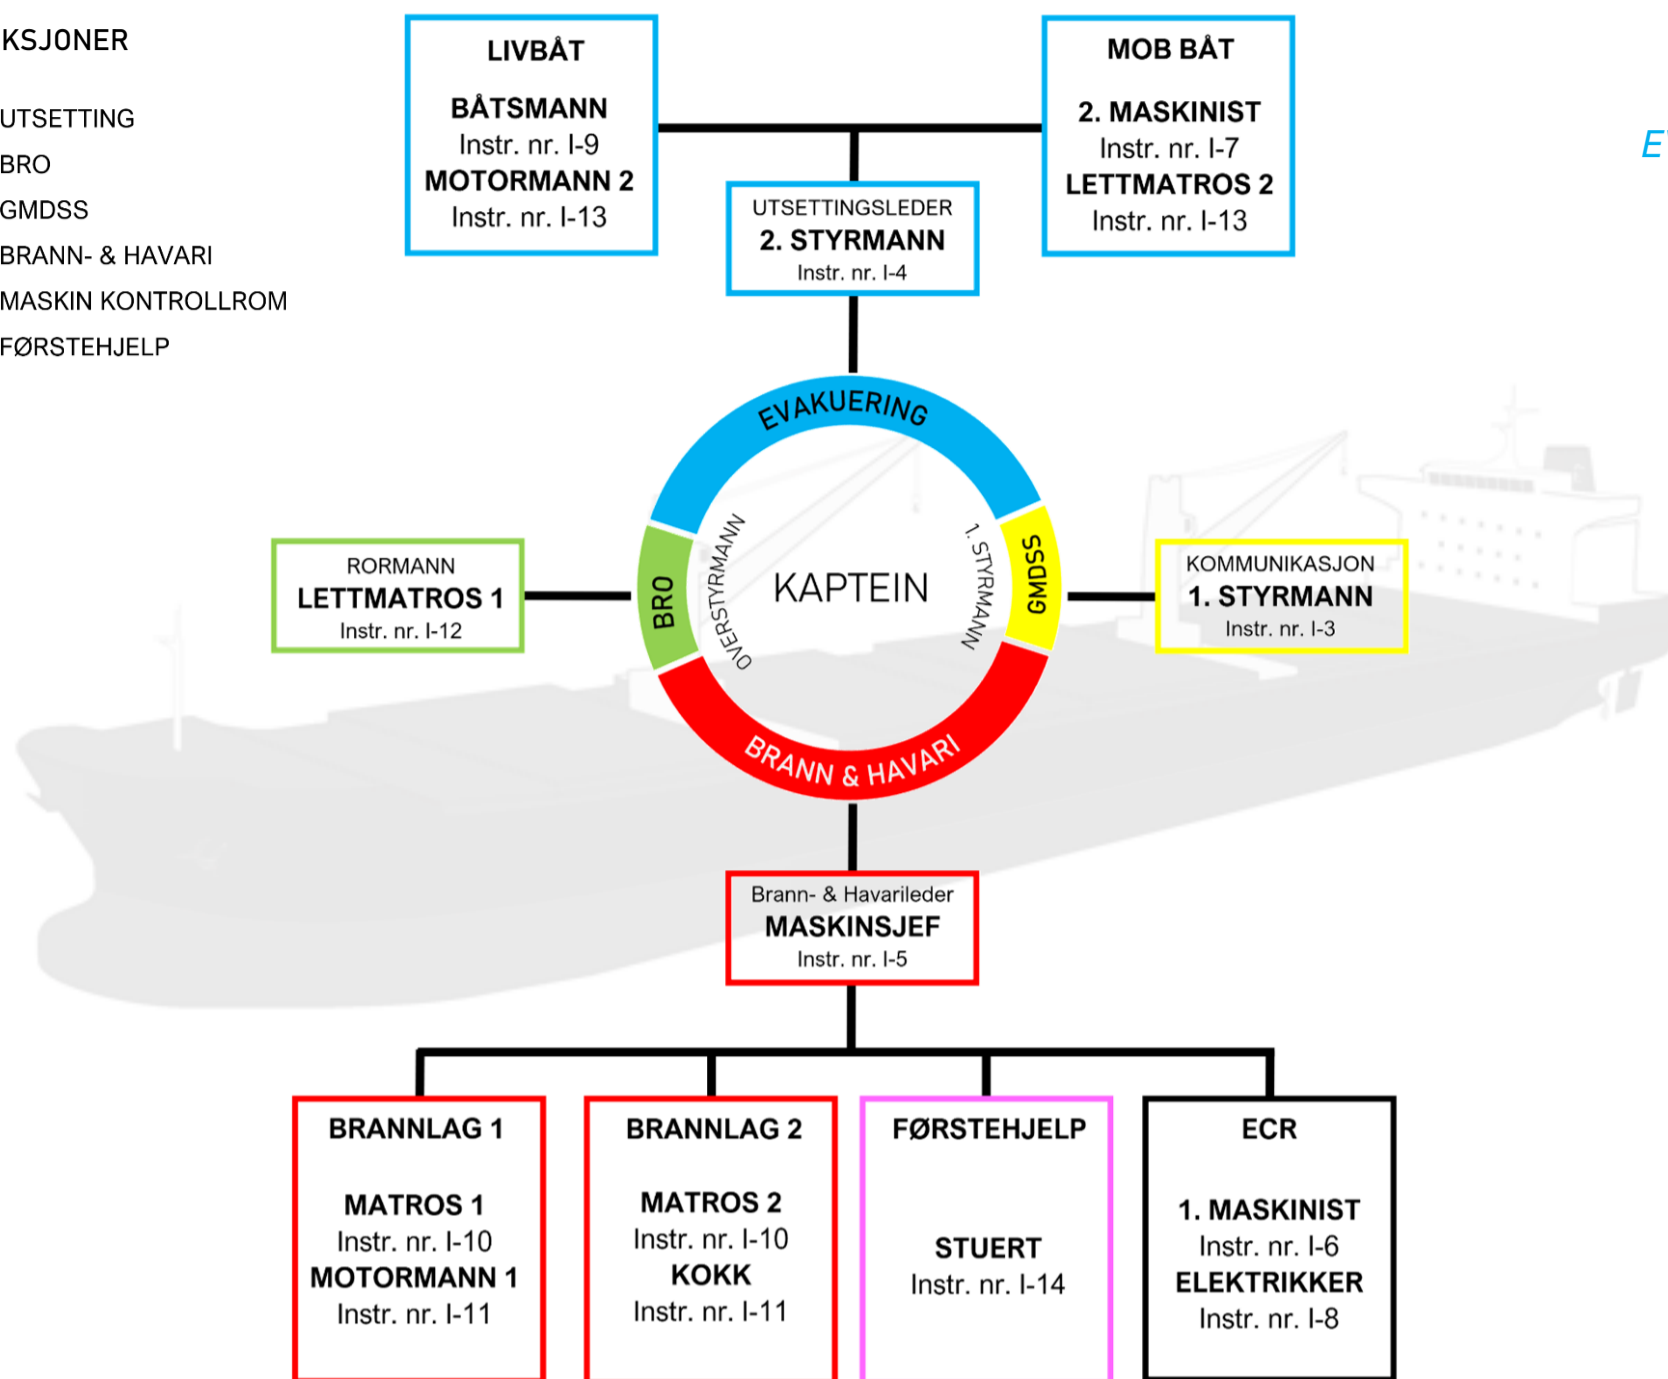 KSJONER
UTSETTING
BRO
GMDSS
BRANN- & HAVARI
MASKIN KONTROLLROM
FØRSTEHJELP
LIVBÅT
BÅTSMANN
Instr. nr. I-9
MOTORMANN 2
Instr. nr. I-13
MOB BÅT
2. MASKINIST
Instr. nr. I-7
LETTMATROS 2
Instr. nr. I-13
E
UTSETTINGSLEDER
2. STYRMANN
Instr. nr. I-4
EVAKUERING
RORMANN
LETTMATROS 1
Instr. nr. I-12
BRO
OVERSTYRMANN
KAPTEIN
1. STYRMANN
GMDSS
KOMMUNIKASJON
1. STYRMANN
Instr. nr. I-3
BRANN & HAVARI
Brann- & Havarileder
MASKINSJEF
Instr. nr. I-5
BRANNLAG 1
MATROS 1
Instr. nr. I-10
MOTORMANN 1
Instr. nr. I-11
BRANNLAG 2
MATROS 2
Instr. nr. I-10
KOKK
Instr. nr. I-11
FØRSTEHJELP
STUERT
Instr. nr. I-14
ECR
1. MASKINIST
Instr. nr. I-6
ELEKTRIKKER
Instr. nr. I-8